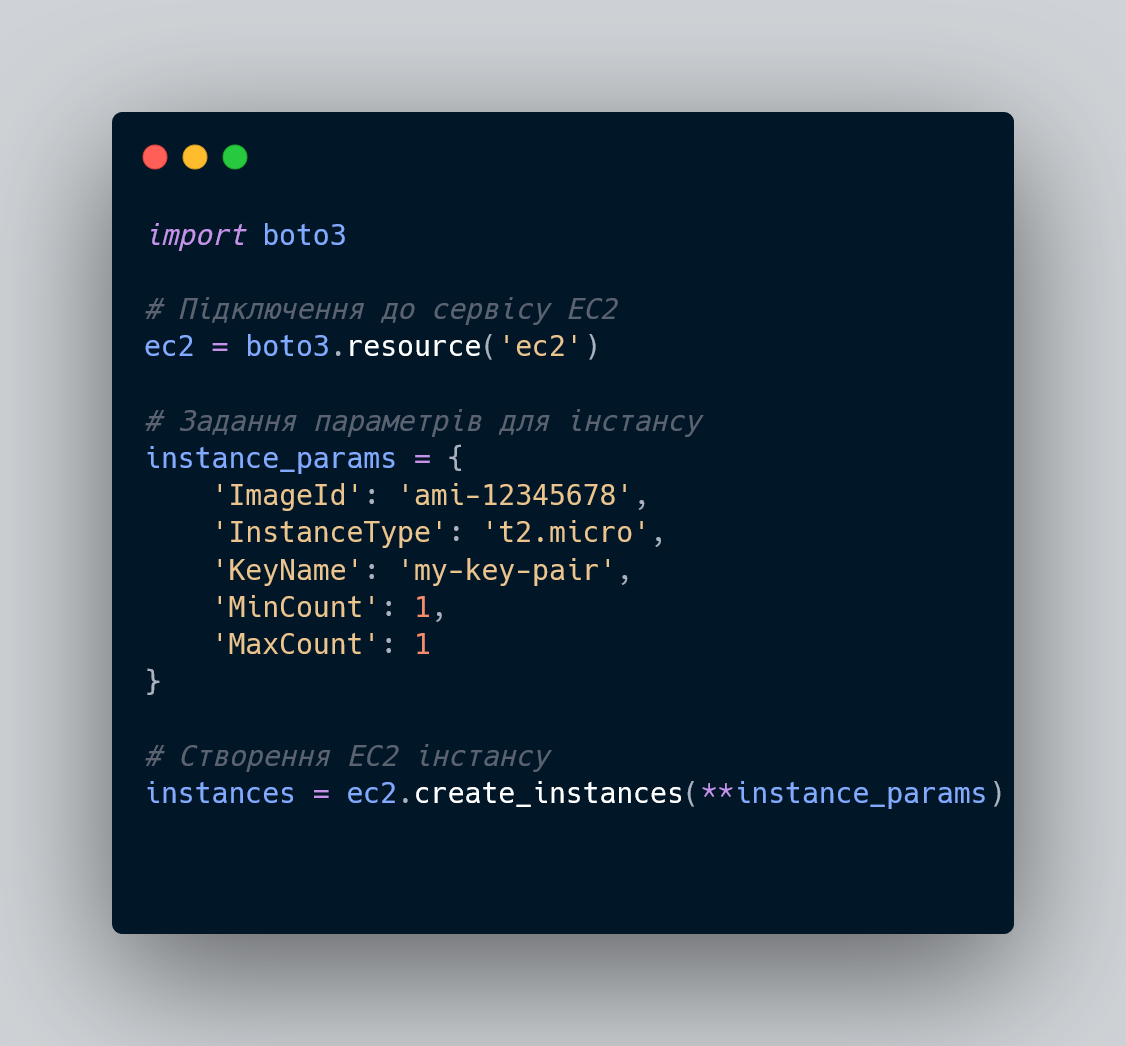 import boto3
# Підключення до сервісу EC2
ec2 = boto3.resource('ec2')
# Задання параметрів для інстансу
instance_params = {
    'ImageId': 'ami-12345678',
    'InstanceType': 't2.micro',
    'KeyName': 'my-key-pair',
    'MinCount': 1,
    'MaxCount': 1
}
# Створення EC2 інстансу
instances = ec2.create_instances(**instance_params)